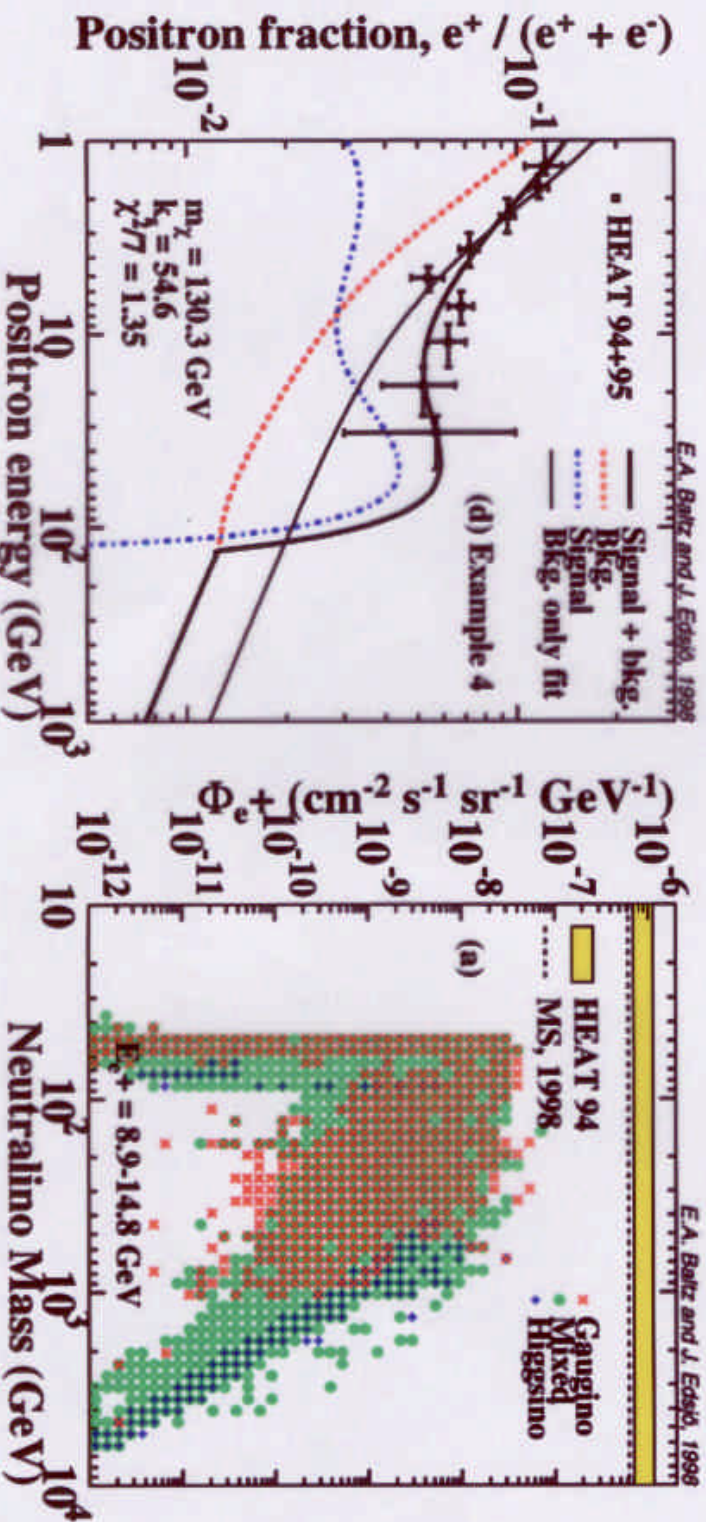 E.A. Baltz and J. Edsjö, 1998
Positron fraction, e⁺ / (e⁺ + e⁻)
10⁻¹
10⁻²
HEAT 94+95
Signal + bkg.
Bkg.
Signal
Bkg. only fit
(d) Example 4
m_χ = 130.3 GeV
k_s = 54.6
χ²/7 = 1.35
1
10
10²
10³
Positron energy (GeV)
E.A. Baltz and J. Edsjö, 1998
Φ_e+ (cm⁻² s⁻¹ sr⁻¹ GeV⁻¹)
10⁻⁶
10⁻⁷
10⁻⁸
10⁻⁹
10⁻¹⁰
10⁻¹¹
10⁻¹²
HEAT 94
MS, 1998
(a)
Gaugino
Mixed
Higgsino
E_e+ = 8.9-14.8 GeV
10
10²
10³
10⁴
Neutralino Mass (GeV)